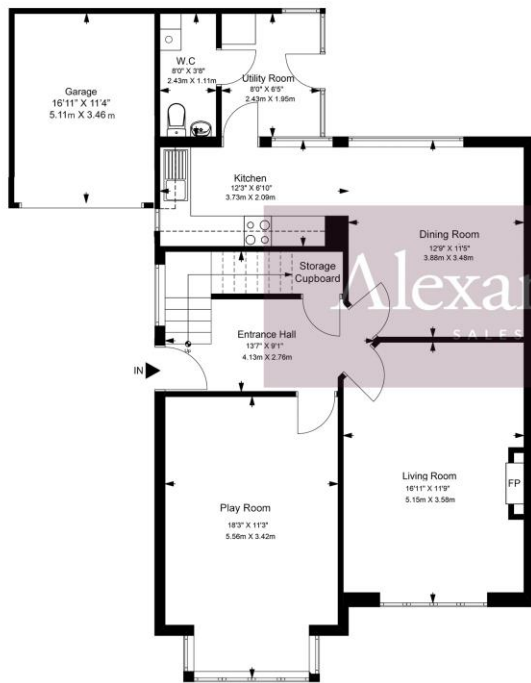 Garage
16'11" X 11'4"
5.11m X 3.46 m
W.C
8'0" X 3'8"
2.43m X 1.11m
Utility Room
8'0" X 6'5"
2.43m X 1.95m
Kitchen
12'3" X 6'10"
3.73m X 2.09m
Dining Room
12'9" X 11'5"
3.88m X 3.48m
Storage
Cupboard
Alexa
SALES
Entrance Hall
13'7" X 9'1"
4.13m X 2.76m
Up
IN
Living Room
16'11" X 11'9"
5.15m X 3.58m
FP
Play Room
18'3" X 11'3"
5.56m X 3.42m